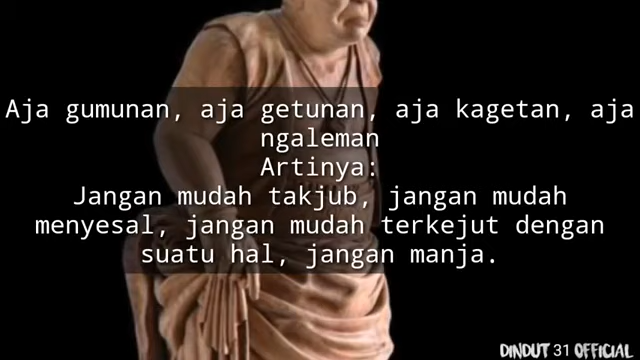 Aja gumunan, aja getunan, aja kagetan, aja
ngaleman
Artinya:
Jangan mudah takjub, jangan mudah
menyesal, jangan mudah terkejut dengan
suatu hal, jangan manja.
DINDUT 31 OFFICIAL